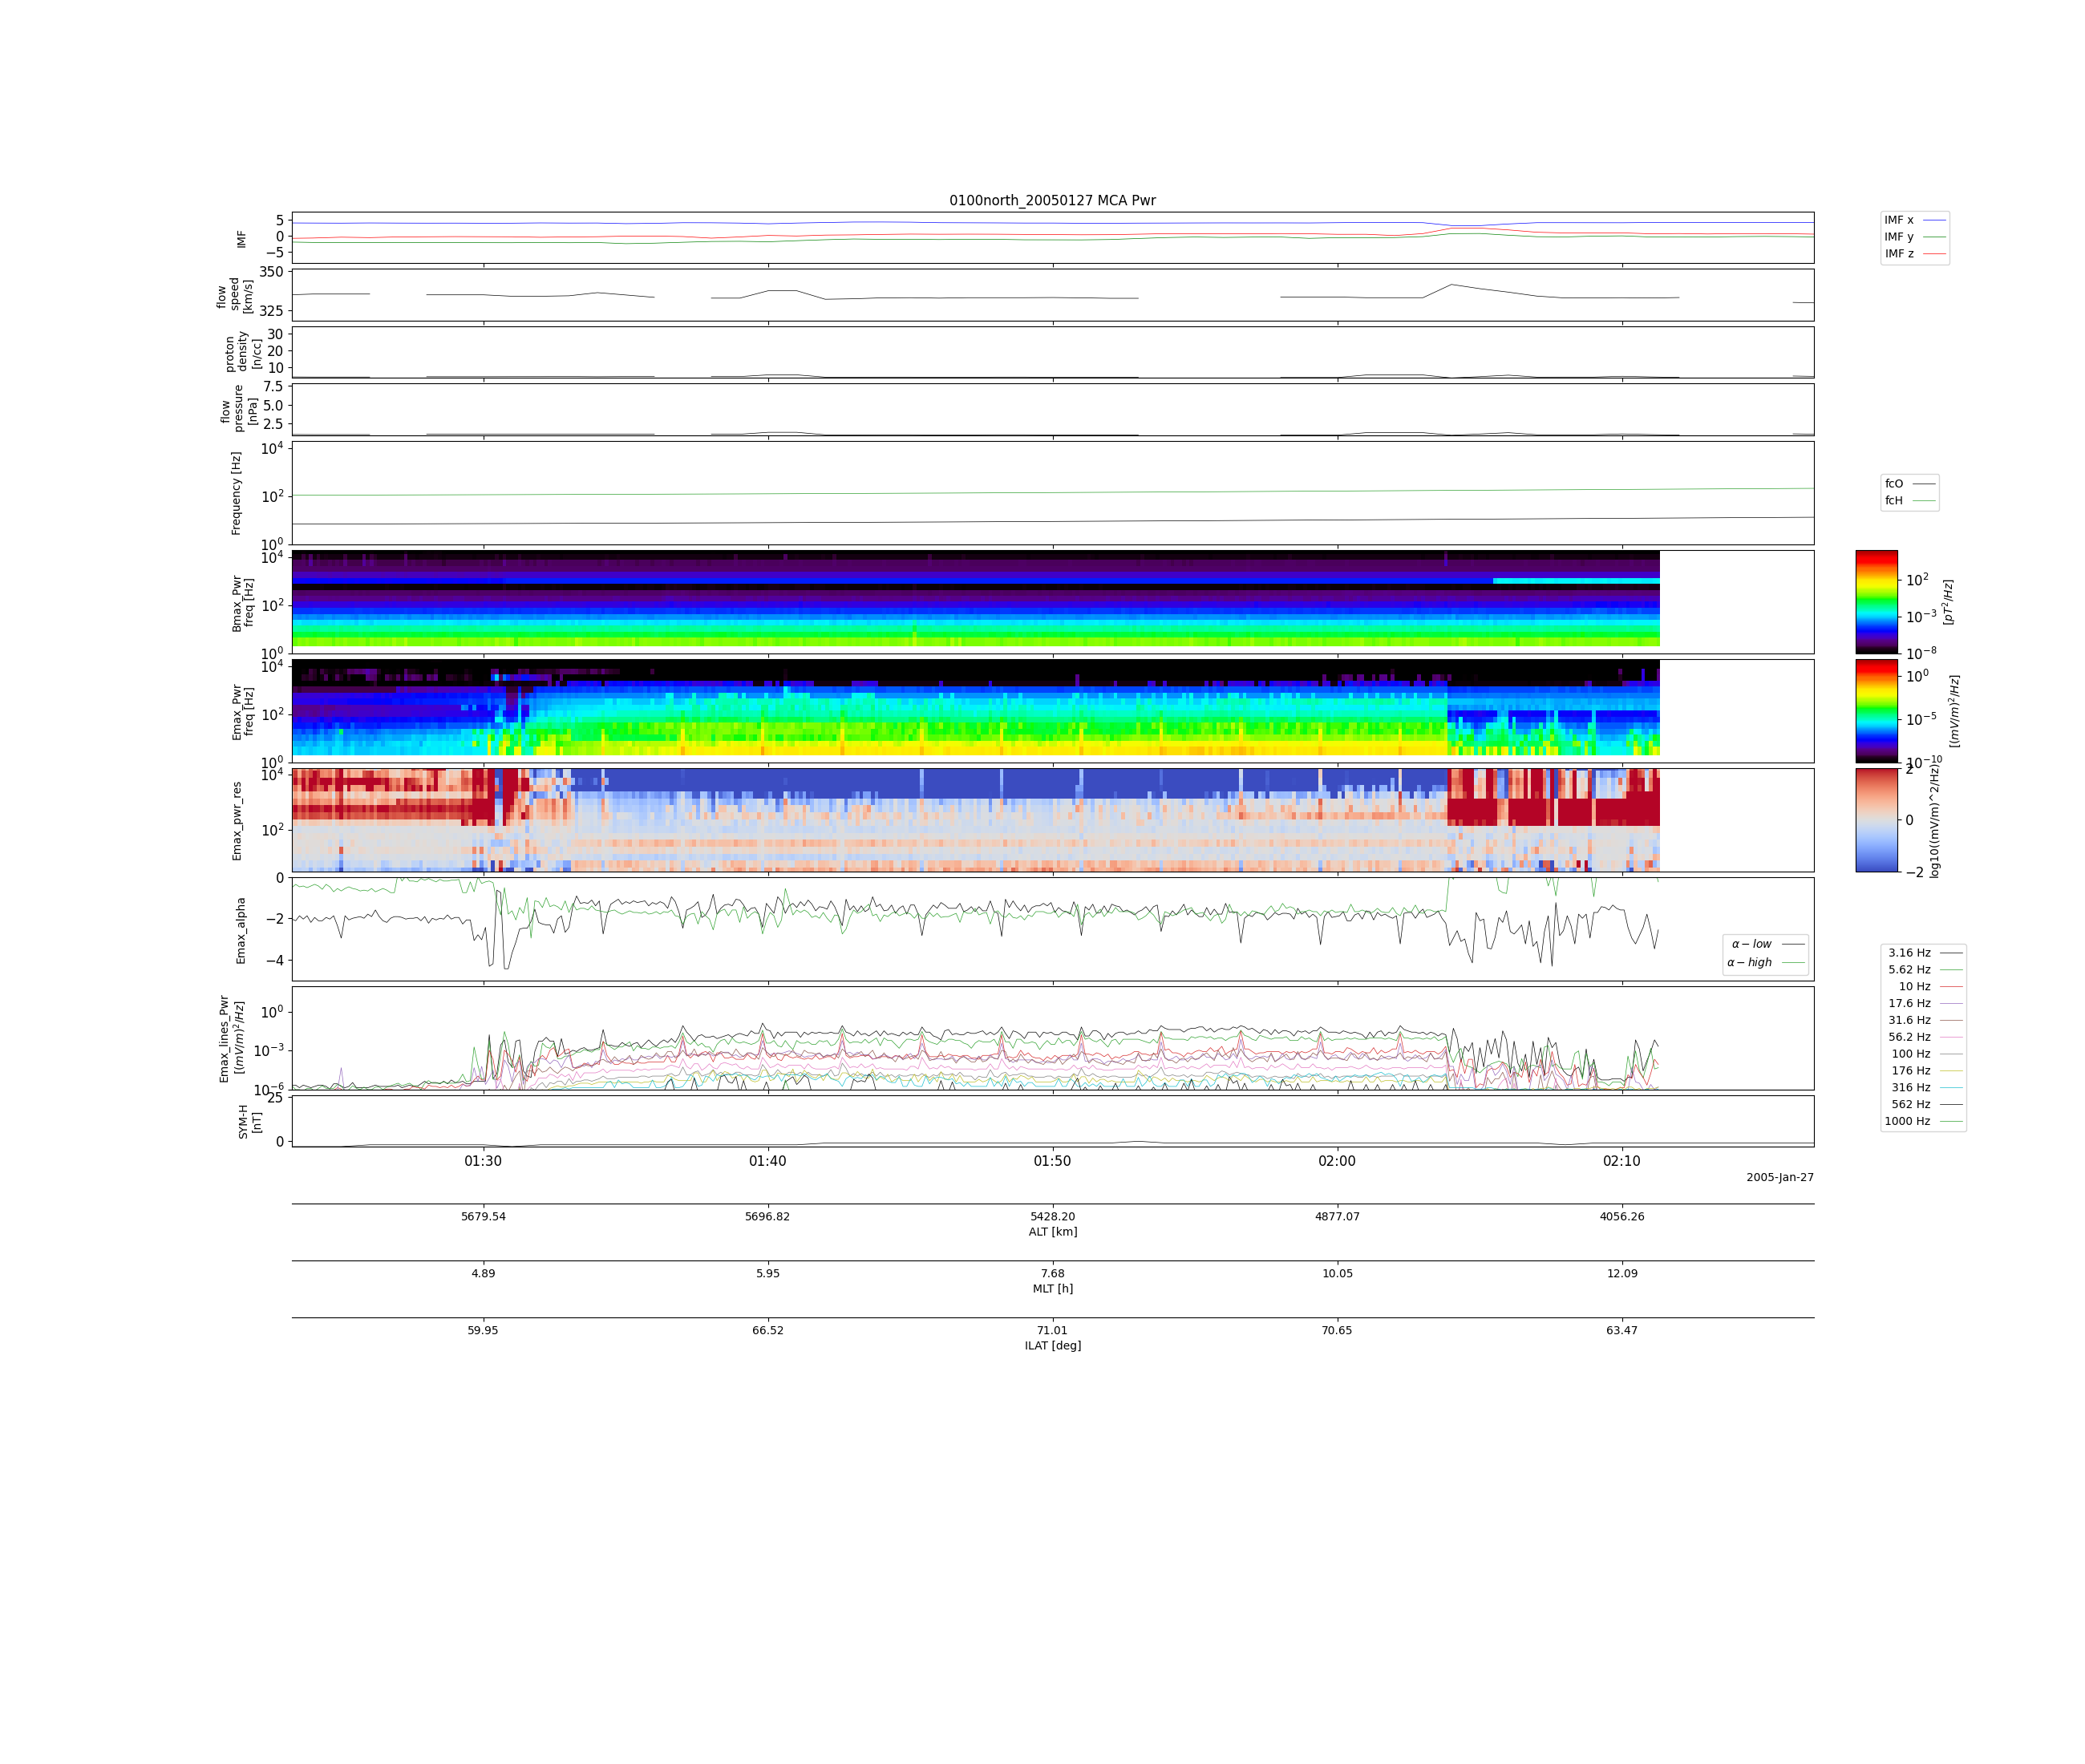 0100north_20050127 MCA Pwr
5
0
−5
IMF
IMF x
IMF y
IMF z
350
325
flow
speed
[km/s]
30
20
10
proton
density
[n/cc]
7.5
5.0
2.5
flow
pressure
[nPa]
10^4
10^2
10^0
Frequency [Hz]
fcO
fcH
10^4
10^2
10^0
Bmax_Pwr
freq [Hz]
10^2
10^−3
10^−8
[pT^2/Hz]
10^4
10^2
10^0
Emax_Pwr
freq [Hz]
10^0
10^−5
10^−10
[(mV/m)^2/Hz]
10^4
10^2
Emax_pwr_res
2
0
−2
log10((mV/m)^2/Hz)
0
−2
−4
Emax_alpha
α − low
α − high
10^0
10^−3
10^−6
Emax_lines_Pwr
[(mV/m)^2/Hz]
3.16 Hz
5.62 Hz
10 Hz
17.6 Hz
31.6 Hz
56.2 Hz
100 Hz
176 Hz
316 Hz
562 Hz
1000 Hz
25
0
SYM-H
[nT]
01:30 01:40 01:50 02:00 02:10
2005-Jan-27
5679.54 5696.82 5428.20 4877.07 4056.26
ALT [km]
4.89 5.95 7.68 10.05 12.09
MLT [h]
59.95 66.52 71.01 70.65 63.47
ILAT [deg]